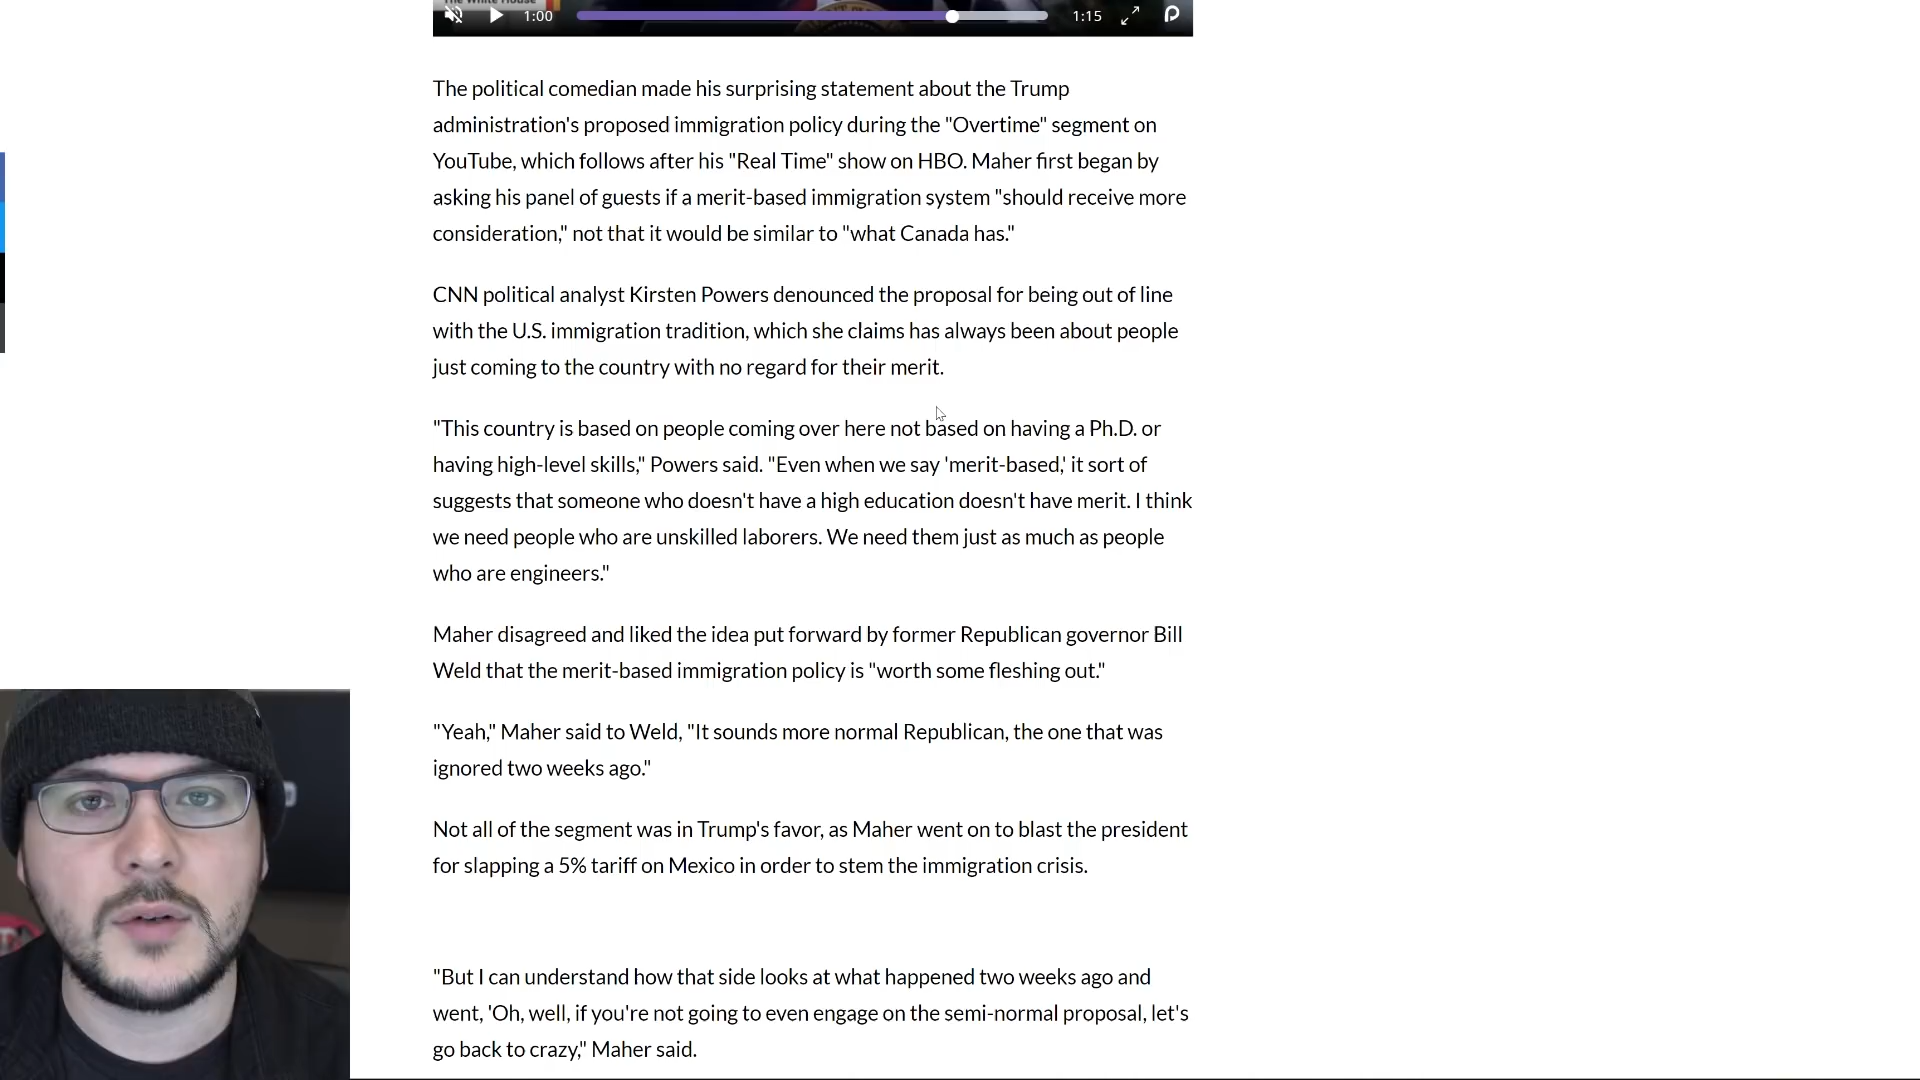 The White House
1:00
1:15
The political comedian made his surprising statement about the Trump
administration's proposed immigration policy during the "Overtime" segment on
YouTube, which follows after his "Real Time" show on HBO. Maher first began by
asking his panel of guests if a merit-based immigration system "should receive more
consideration," not that it would be similar to "what Canada has."
CNN political analyst Kirsten Powers denounced the proposal for being out of line
with the U.S. immigration tradition, which she claims has always been about people
just coming to the country with no regard for their merit.
"This country is based on people coming over here not based on having a Ph.D. or
having high-level skills," Powers said. "Even when we say 'merit-based,' it sort of
suggests that someone who doesn't have a high education doesn't have merit. I think
we need people who are unskilled laborers. We need them just as much as people
who are engineers."
Maher disagreed and liked the idea put forward by former Republican governor Bill
Weld that the merit-based immigration policy is "worth some fleshing out."
"Yeah," Maher said to Weld, "It sounds more normal Republican, the one that was
ignored two weeks ago."
Not all of the segment was in Trump's favor, as Maher went on to blast the president
for slapping a 5% tariff on Mexico in order to stem the immigration crisis.
"But I can understand how that side looks at what happened two weeks ago and
went, 'Oh, well, if you're not going to even engage on the semi-normal proposal, let's
go back to crazy,'" Maher said.